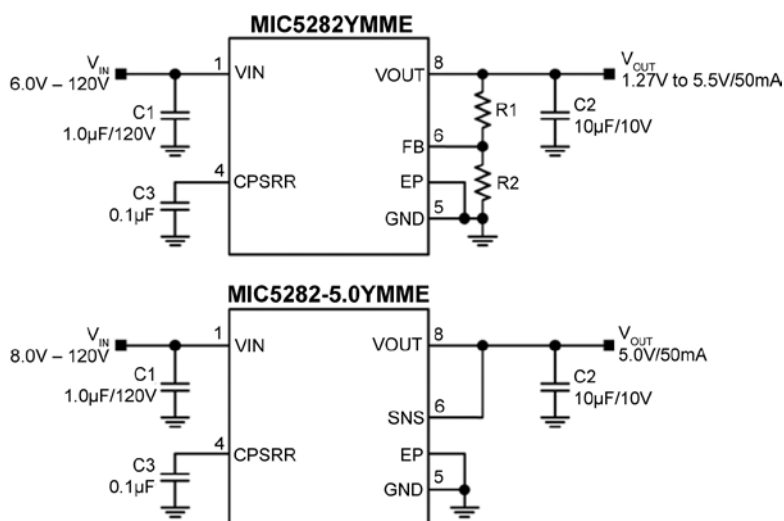 MIC5282YMME
V_IN
6.0V – 120V
1
VIN
VOUT
8
V_OUT
1.27V to 5.5V/50mA
C1
1.0µF/120V
R1
C2
10µF/10V
FB
6
4
CPSRR
C3
0.1µF
EP
R2
GND
5
MIC5282-5.0YMME
V_IN
8.0V – 120V
1
VIN
VOUT
8
V_OUT
5.0V/50mA
C1
1.0µF/120V
C2
10µF/10V
SNS
6
4
CPSRR
C3
0.1µF
EP
GND
5